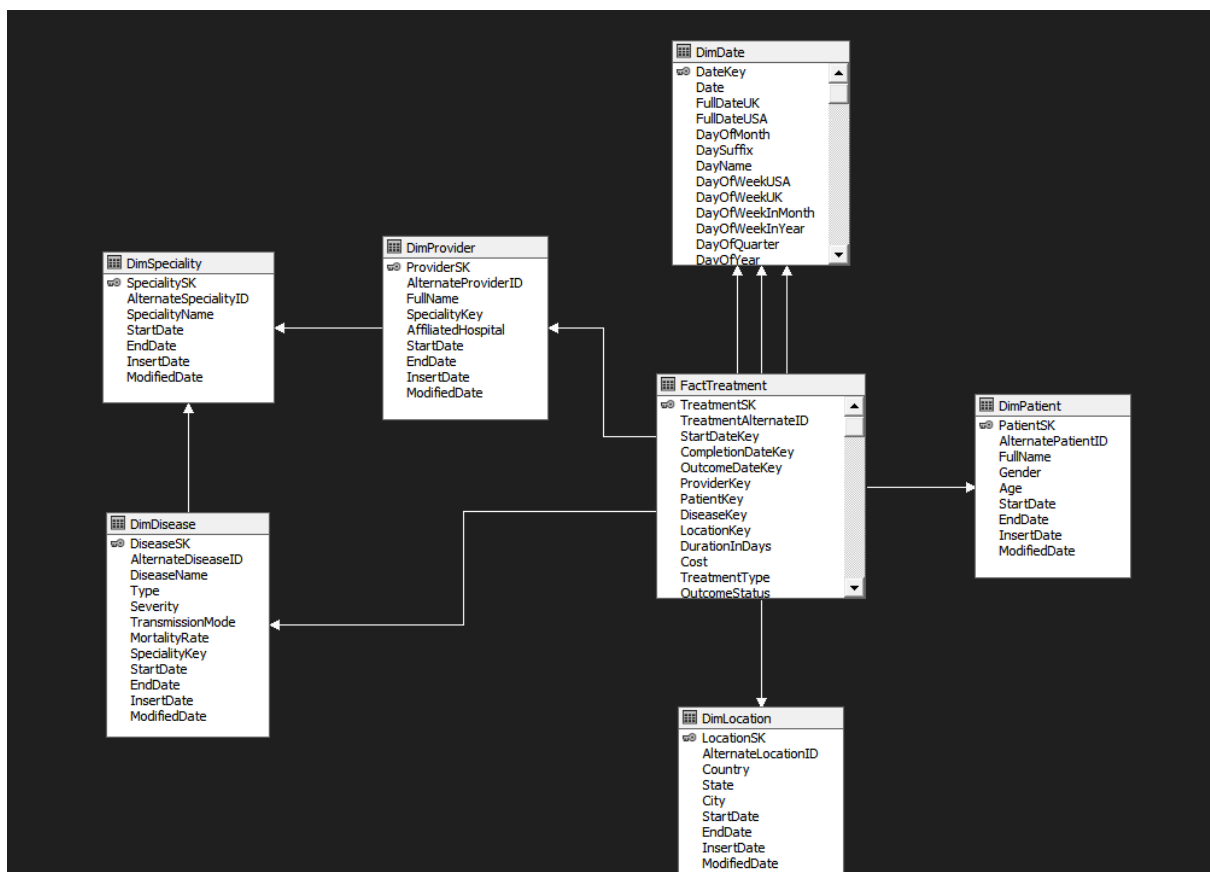 DimDate
DateKey
Date
FullDateUK
FullDateUSA
DayOfMonth
DaySuffix
DayName
DayOfWeekUSA
DayOfWeekUK
DayOfWeekInMonth
DayOfWeekInYear
DayOfQuarter
DayOfYear
DimSpeciality
SpecialitySK
AlternateSpecialityID
SpecialityName
StartDate
EndDate
InsertDate
ModifiedDate
DimProvider
ProviderSK
AlternateProviderID
FullName
SpecialityKey
AffiliatedHospital
StartDate
EndDate
InsertDate
ModifiedDate
FactTreatment
TreatmentSK
TreatmentAlternateID
StartDateKey
CompletionDateKey
OutcomeDateKey
ProviderKey
PatientKey
DiseaseKey
LocationKey
DurationInDays
Cost
TreatmentType
OutcomeStatus
DimPatient
PatientSK
AlternatePatientID
FullName
Gender
Age
StartDate
EndDate
InsertDate
ModifiedDate
DimDisease
DiseaseSK
AlternateDiseaseID
DiseaseName
Type
Severity
TransmissionMode
MortalityRate
SpecialityKey
StartDate
EndDate
InsertDate
ModifiedDate
DimLocation
LocationSK
AlternateLocationID
Country
State
City
StartDate
EndDate
InsertDate
ModifiedDate